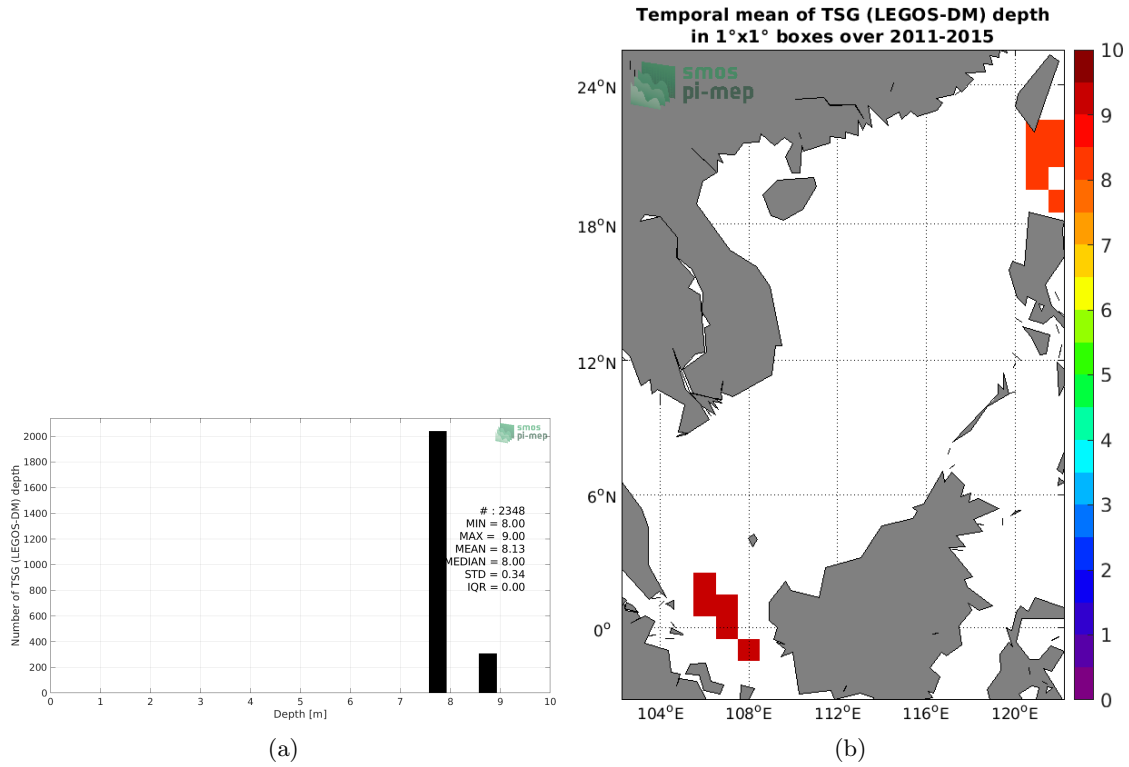 Temporal mean of TSG (LEGOS-DM) depth
in 1°x1° boxes over 2011-2015
smos
pi-mep
24°N
18°N
12°N
6°N
0°
104°E 108°E 112°E 116°E 120°E
10
9
8
7
6
5
4
3
2
1
0
smos
pi-mep
Number of TSG (LEGOS-DM) depth
2000
1800
1600
1400
1200
1000
800
600
400
200
0
# : 2348
MIN = 8.00
MAX = 9.00
MEAN = 8.13
MEDIAN = 8.00
STD = 0.34
IQR = 0.00
0 1 2 3 4 5 6 7 8 9 10
Depth [m]
(a)
(b)